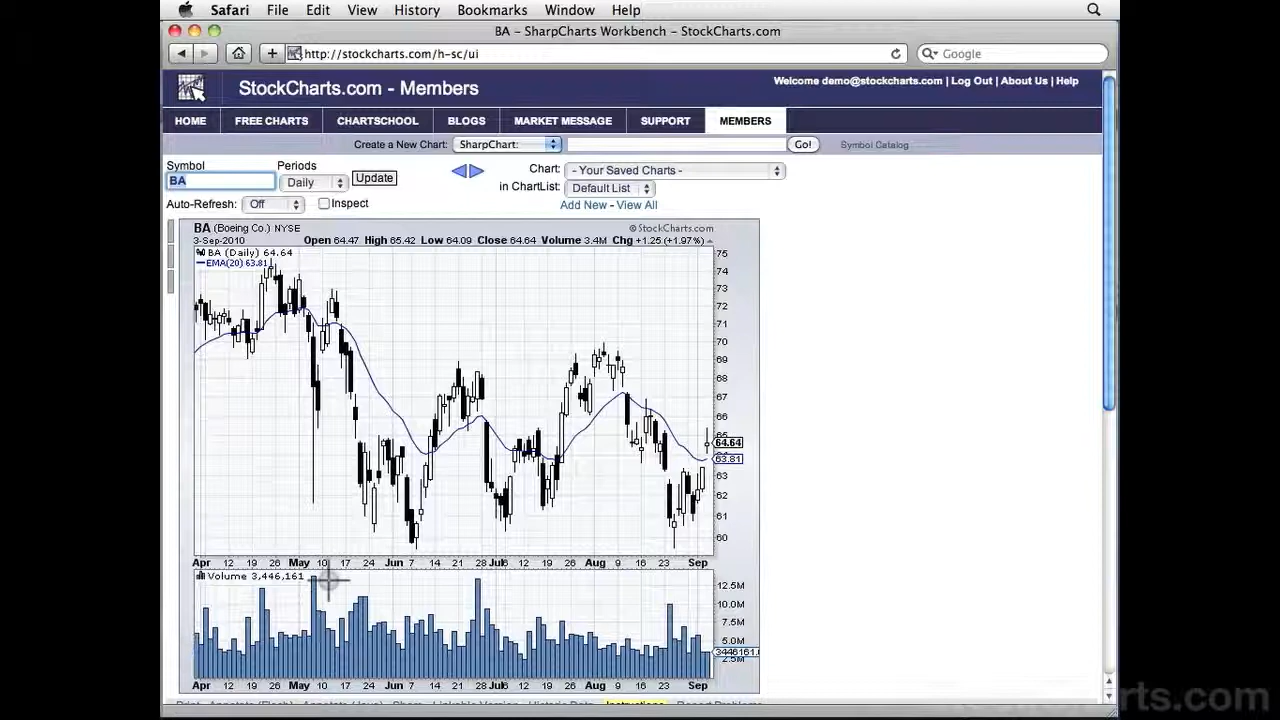 Safari File Edit View History Bookmarks Window Help
BA – SharpCharts Workbench – StockCharts.com
http://stockcharts.com/h-sc/ui
Google
StockCharts.com - Members
Welcome demo@stockcharts.com | Log Out | About Us | Help
HOME FREE CHARTS CHARTSCHOOL BLOGS MARKET MESSAGE SUPPORT MEMBERS
Create a New Chart: SharpChart: Go! Symbol Catalog
Symbol Periods
BA Daily Update
Chart: - Your Saved Charts -
in ChartList: Default List
Auto-Refresh: Off Inspect
Add New - View All
BA (Boeing Co.) NYSE © StockCharts.com
3-Sep-2010 Open 64.47 High 65.42 Low 64.09 Close 64.64 Volume 3.4M Chg +1.25 (+1.97%)
BA (Daily) 64.64
EMA(20) 63.81
75
74
73
72
71
70
69
68
67
66
65
64.64
63.81
63
62
61
60
Apr 12 19 26 May 10 17 24 Jun 7 14 21 28 Jul 12 19 26 Aug 9 16 23 Sep
Volume 3,446,161
12.5M
10.0M
7.5M
5.0M
3446161
2.5M
Apr 12 19 26 May 10 17 24 Jun 7 14 21 28 Jul 12 19 26 Aug 9 16 23 Sep